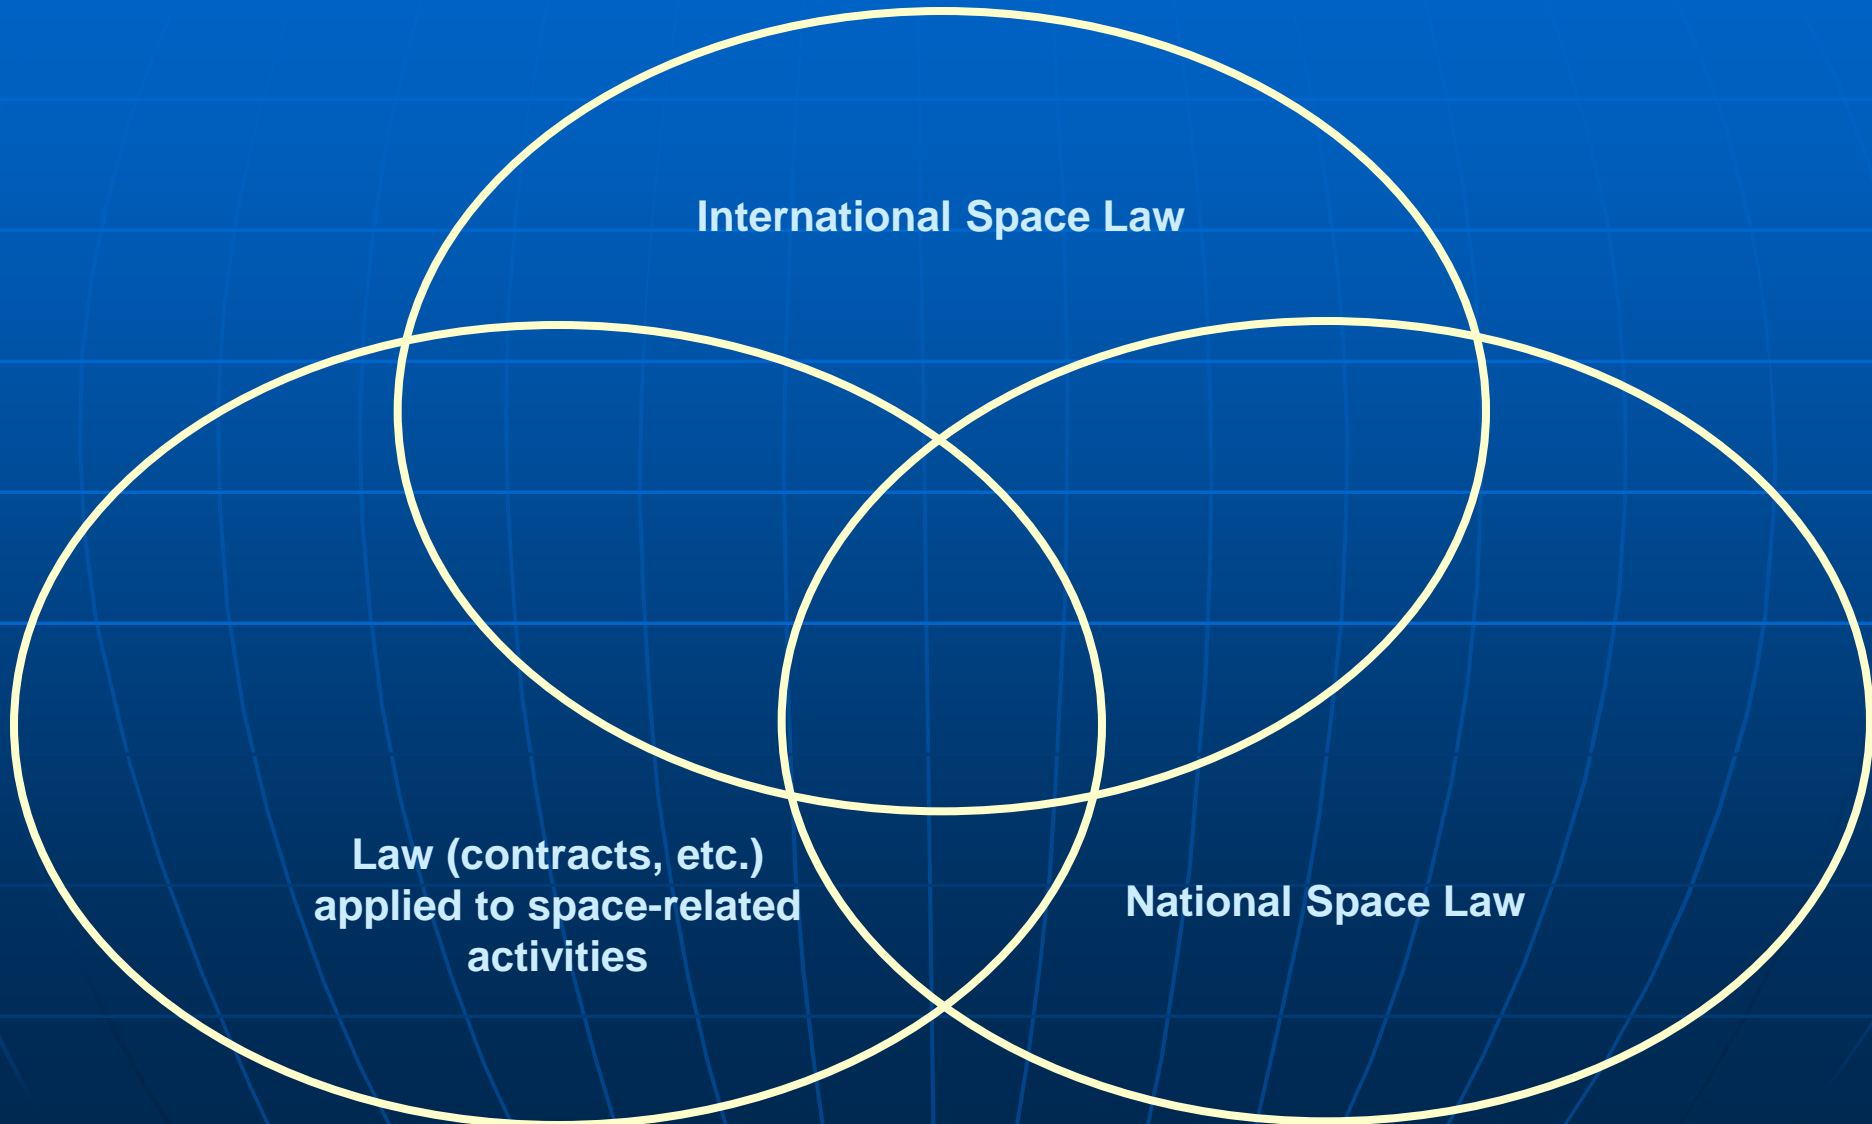 International Space Law
Law (contracts, etc.)
applied to space-related
activities
National Space Law